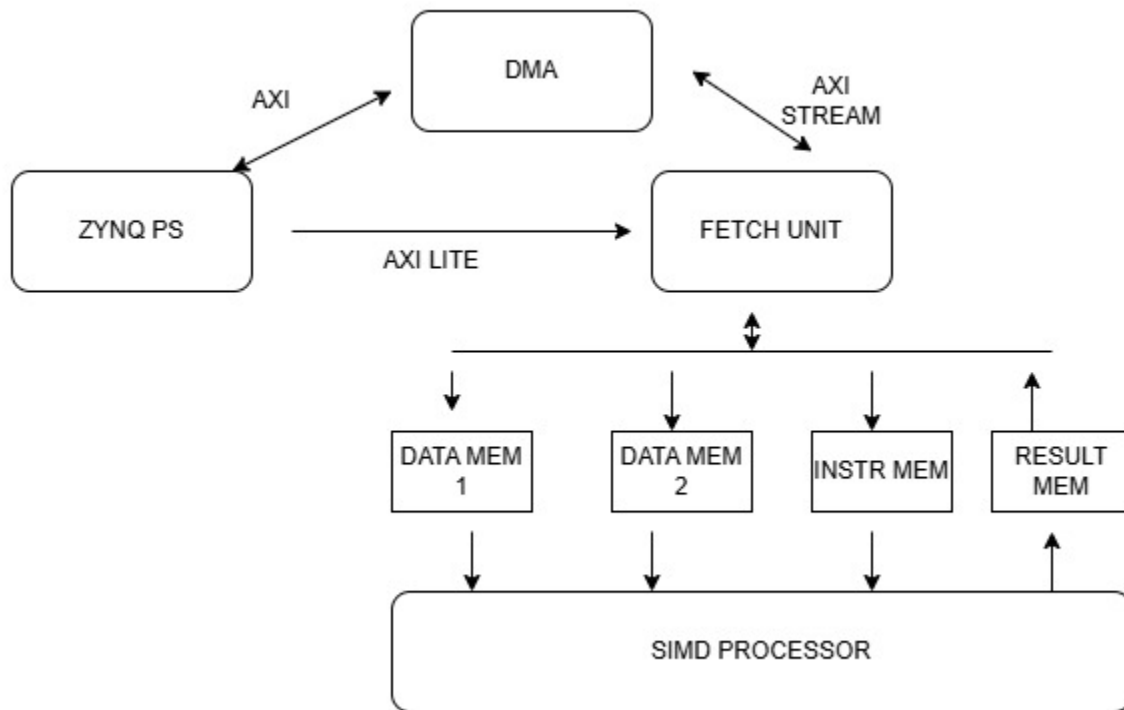 DMA
AXI
AXI
STREAM
ZYNQ PS
FETCH UNIT
AXI LITE
DATA MEM
1
DATA MEM
2
INSTR MEM
RESULT
MEM
SIMD PROCESSOR